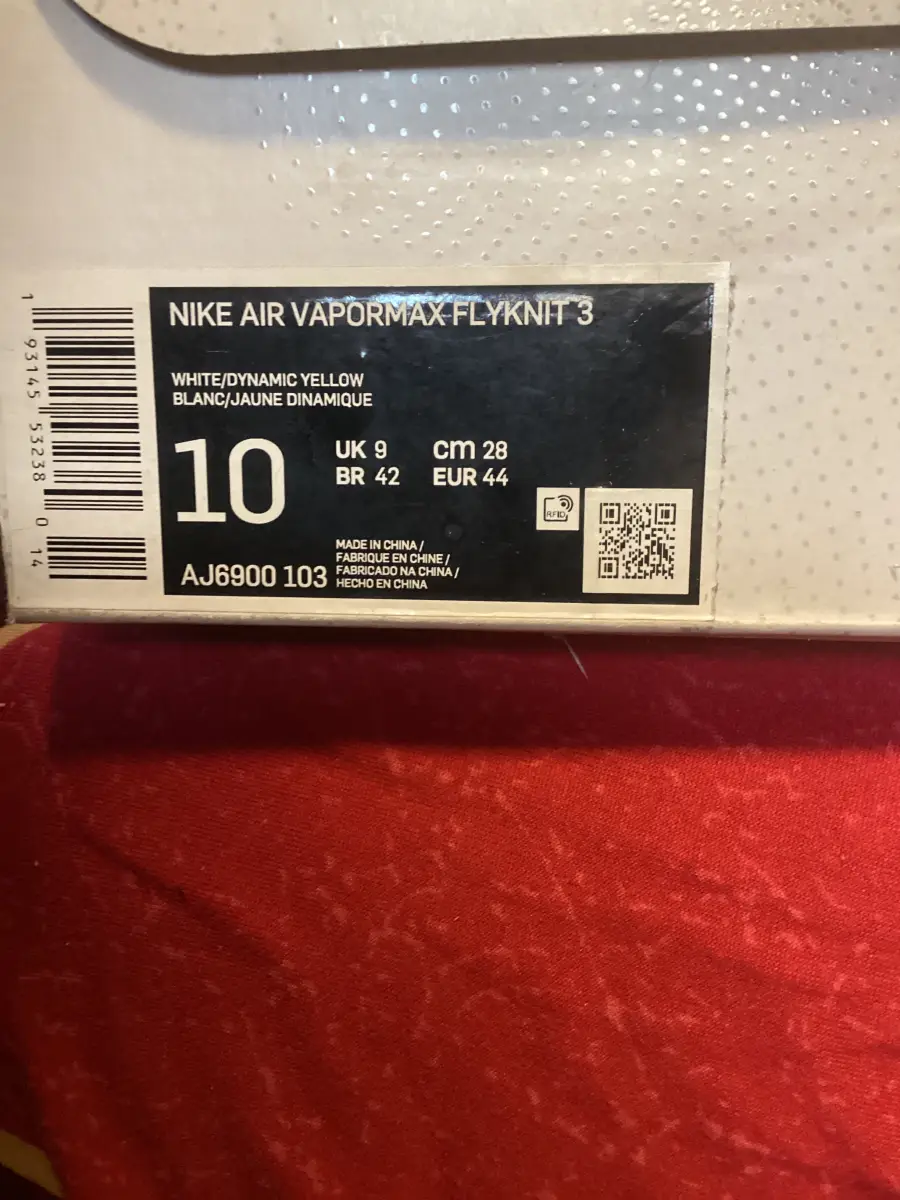 NIKE AIR VAPORMAX FLYKNIT 3
WHITE/DYNAMIC YELLOW
BLANC/JAUNE DINAMIQUE
10
UK 9 cm 28
BR 42 EUR 44
RFID
AJ6900 103
MADE IN CHINA /
FABRIQUE EN CHINE /
FABRICADO NA CHINA /
HECHO EN CHINA
1 93145 53238 0 14